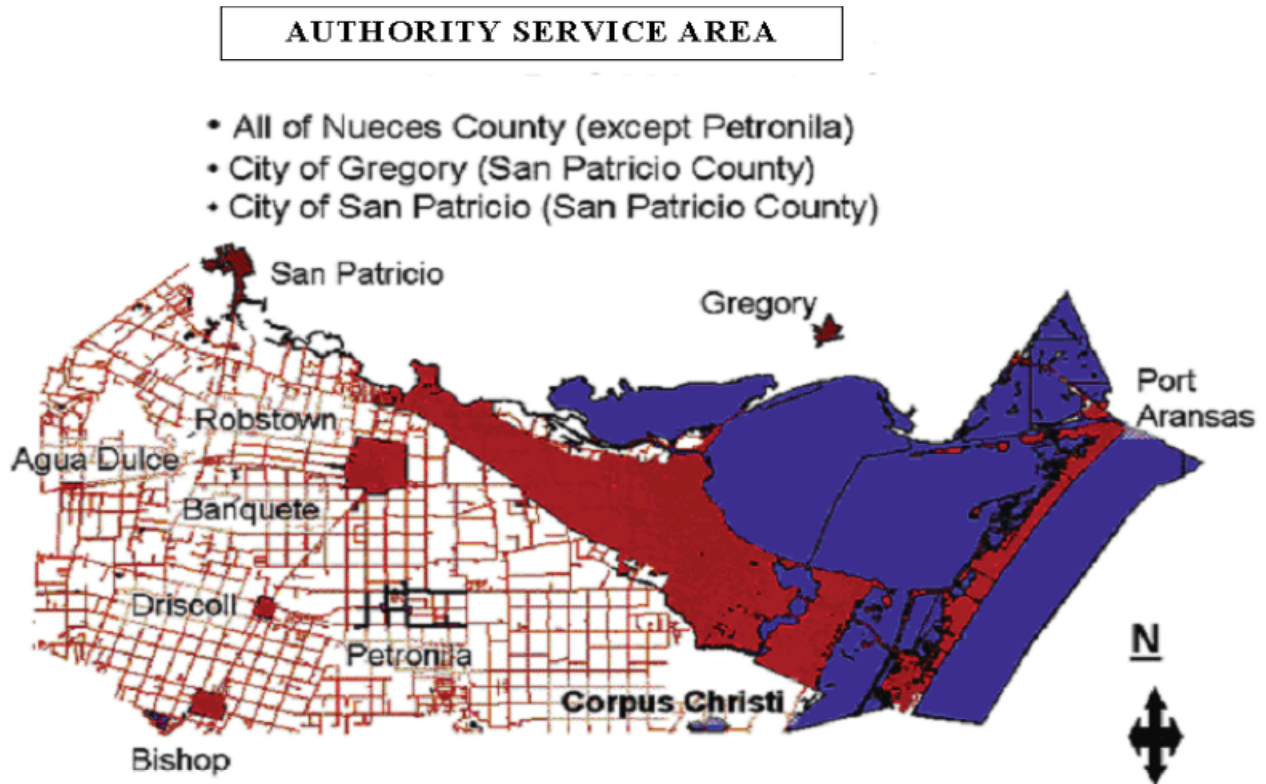 AUTHORITY SERVICE AREA
• All of Nueces County (except Petronila)
• City of Gregory (San Patricio County)
• City of San Patricio (San Patricio County)
San Patricio
Gregory
Port
Aransas
Robstown
Agua Dulce
Banquete
Driscoll
Petronila
N
Corpus Christi
Bishop